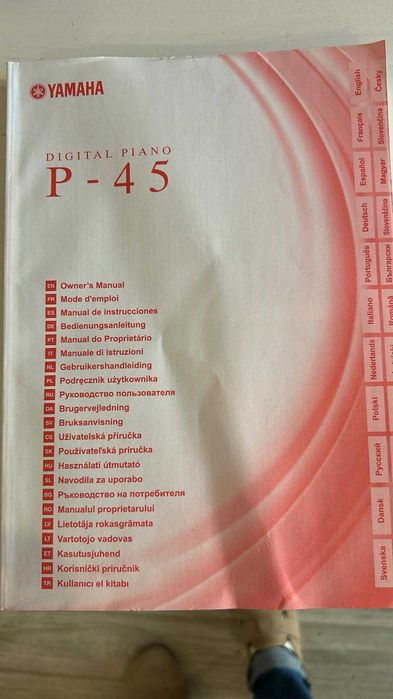 YAMAHA
DIGITAL PIANO
P-45
EN Owner's Manual
FR Mode d'emploi
ES Manual de instrucciones
DE Bedienungsanleitung
PT Manual do Proprietário
IT Manuale di istruzioni
NL Gebruikershandleiding
PL Podręcznik użytkownika
RU Руководство пользователя
DA Brugervejledning
SV Bruksanvisning
CS Uživatelská příručka
SK Používateľská príručka
HU Használati útmutató
SL Navodila za uporabo
BG Ръководство на потребителя
RO Manualul proprietarului
LV Lietotāja rokasgrāmata
LT Vartotojo vadovas
ET Kasutusjuhend
HR Korisnički priručnik
TR Kullanıcı el kitabı
English
Français
Español
Deutsch
Português
Italiano
Nederlands
Polski
Русский
Dansk
Svenska
Česky
Slovenčina
Magyar
Slovenščina
Български
Română